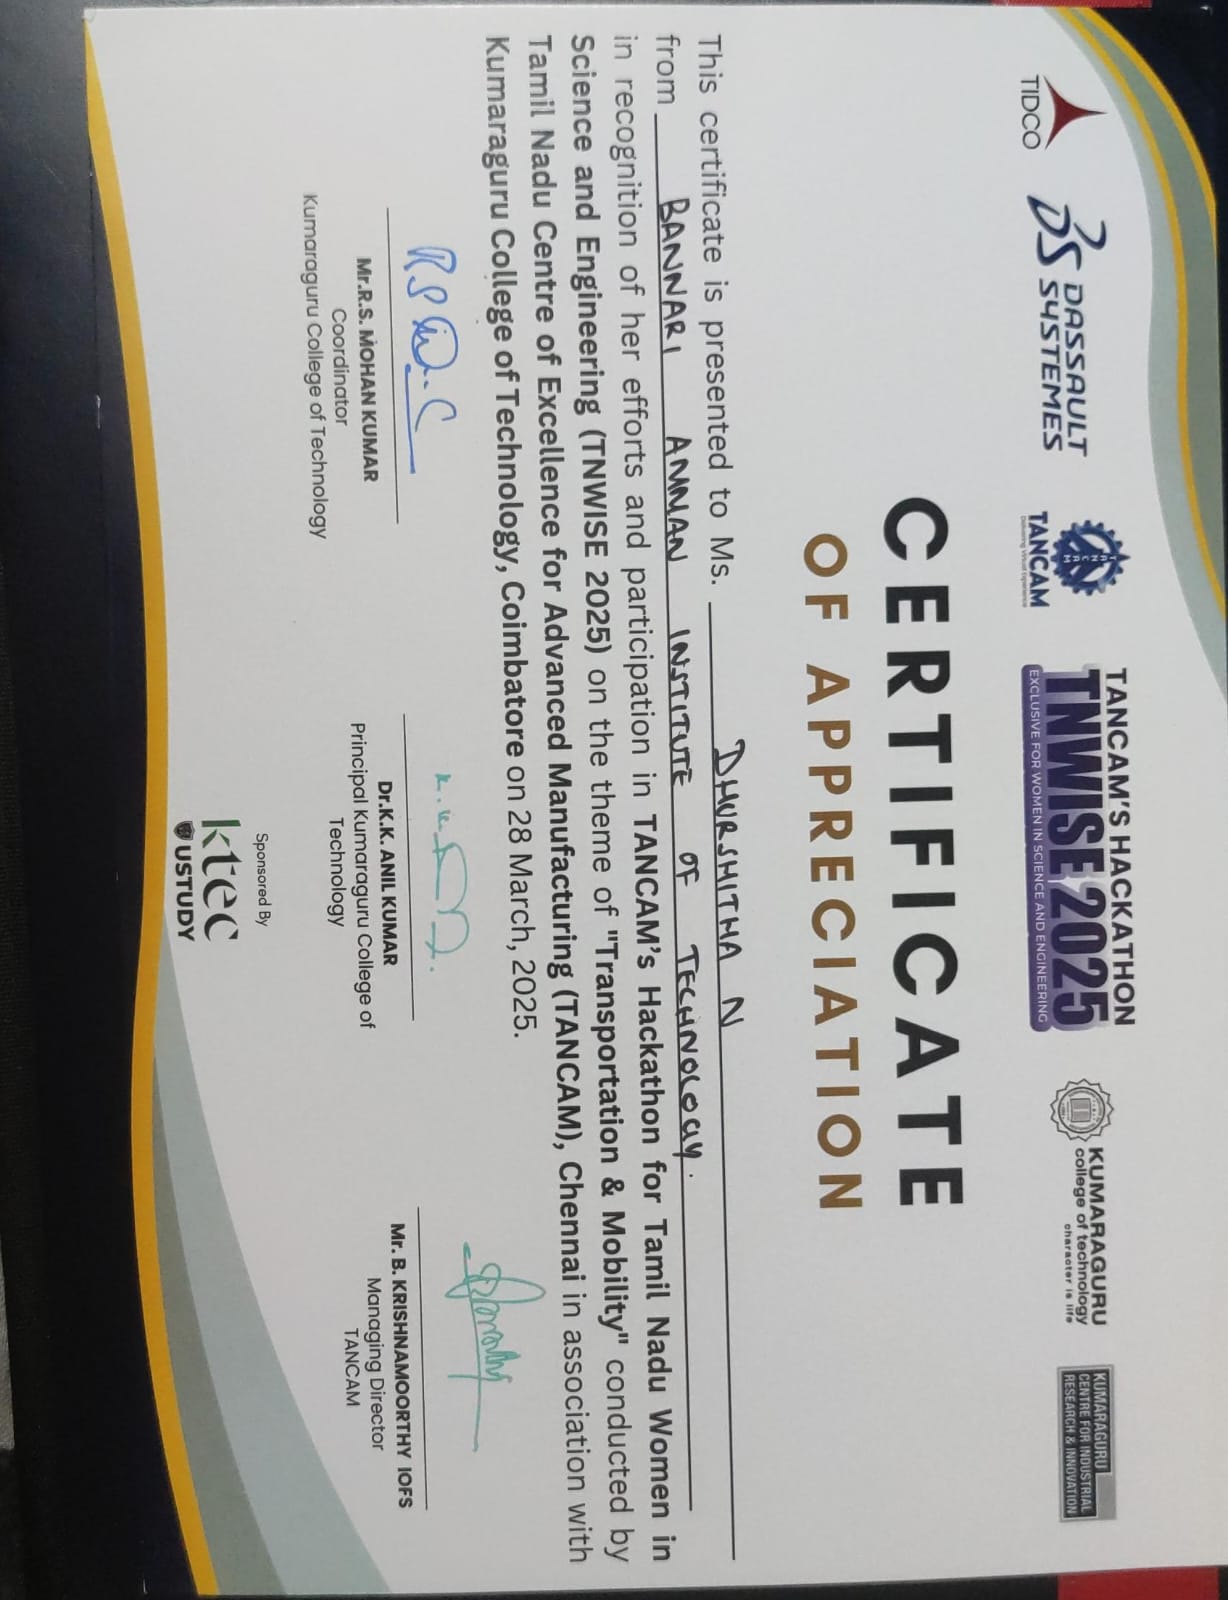 TIDCO
DASSAULT
SYSTEMES
TANCAM
TANCAM'S HACKATHON
TNWISE 2025
EXCLUSIVE FOR WOMEN IN SCIENCE AND ENGINEERING
KUMARAGURU
college of technology
character is life
KUMARAGURU
CENTRE FOR INDUSTRIAL
RESEARCH & INNOVATION
CERTIFICATE
OF APPRECIATION
This certificate is presented to Ms. DHURSHITHA N
from BANNARI AMMAN INSTITUTE OF TECHNOLOGY.
in recognition of her efforts and participation in TANCAM's Hackathon for Tamil Nadu Women in
Science and Engineering (TNWISE 2025) on the theme of "Transportation & Mobility" conducted by
Tamil Nadu Centre of Excellence for Advanced Manufacturing (TANCAM), Chennai in association with
Kumaraguru College of Technology, Coimbatore on 28 March, 2025.
Mr.R.S. MOHAN KUMAR
Coordinator
Kumaraguru College of Technology
Dr.K.K. ANIL KUMAR
Principal Kumaraguru College of
Technology
Mr. B. KRISHNAMOORTHY IOFS
Managing Director
TANCAM
Sponsored By
ktec
USTUDY